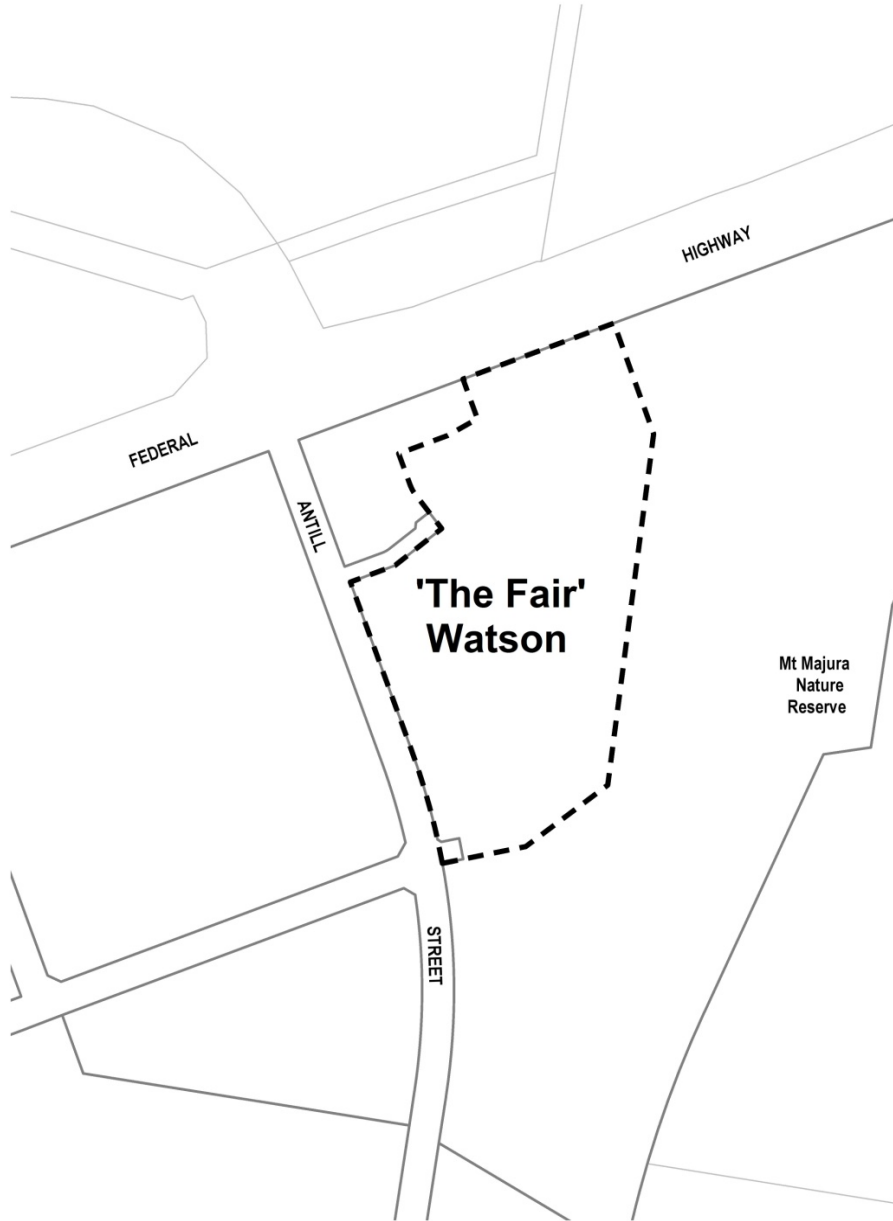 HIGHWAY
FEDERAL
ANTILL
'The Fair'
Watson
Mt Majura
Nature
Reserve
STREET